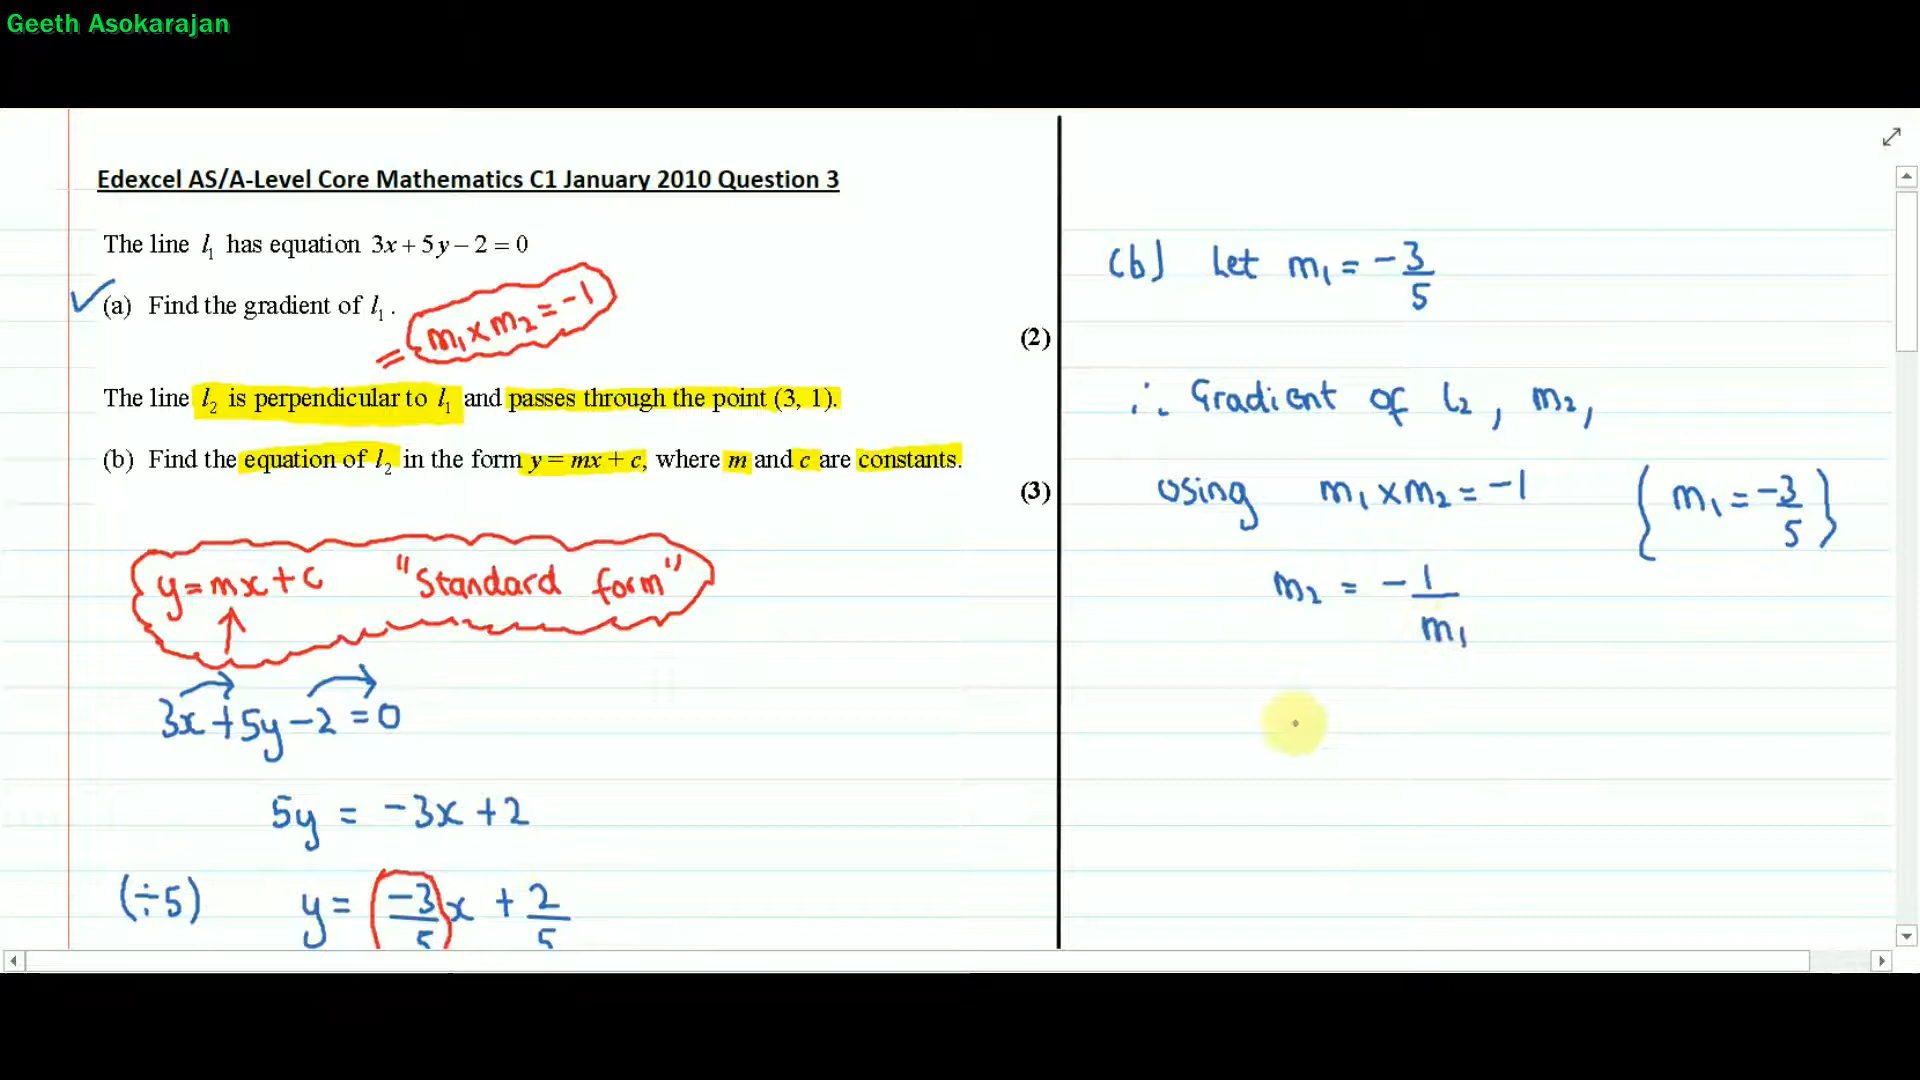 Geeth Asokarajan
Edexcel AS/A-Level Core Mathematics C1 January 2010 Question 3
The line l₁ has equation 3x + 5y − 2 = 0
(a) Find the gradient of l₁.
m₁ × m₂ = −1
(2)
The line l₂ is perpendicular to l₁ and passes through the point (3, 1).
(b) Find the equation of l₂ in the form y = mx + c, where m and c are constants.
(3)
y = mx + c "Standard form"
3x + 5y − 2 = 0
5y = −3x + 2
(÷5) y = −3/5 x + 2/5
(b) Let m₁ = −3/5
∴ Gradient of l₂, m₂,
using m₁ × m₂ = −1 {m₁ = −3/5}
m₂ = −1/m₁